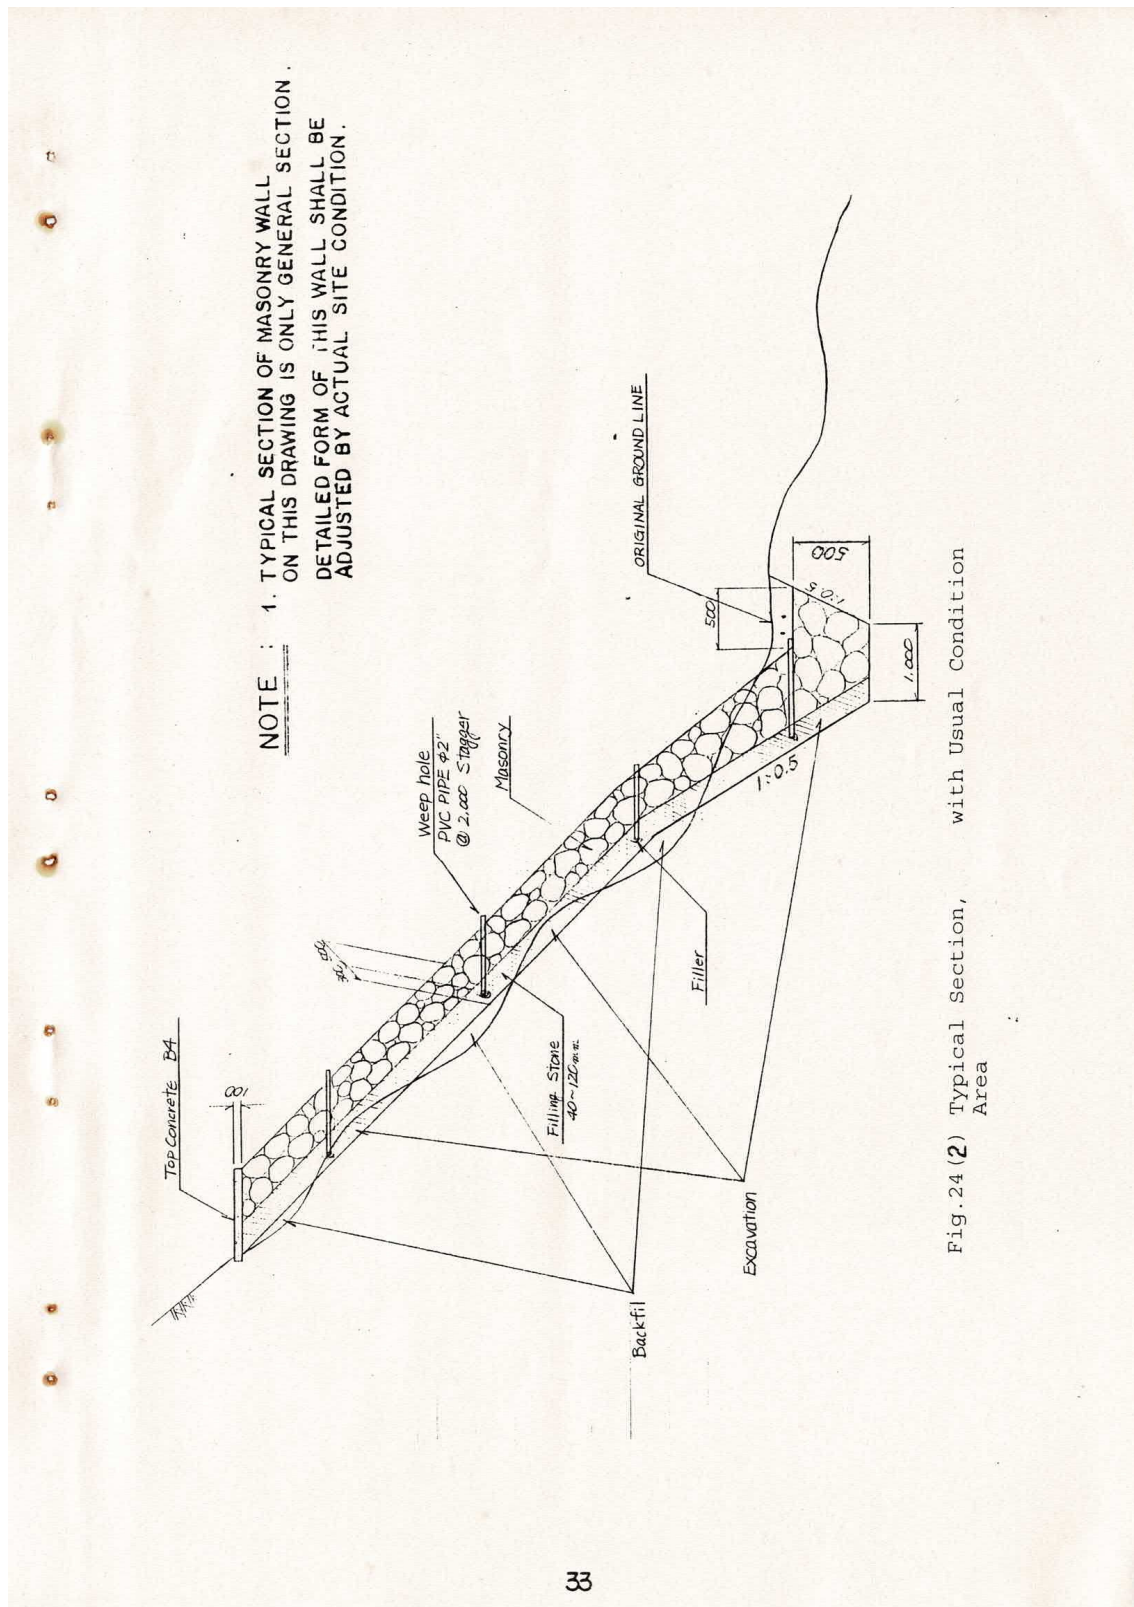 NOTE : 1. TYPICAL SECTION OF MASONRY WALL
ON THIS DRAWING IS ONLY GENERAL SECTION.
DETAILED FORM OF THIS WALL SHALL BE
ADJUSTED BY ACTUAL SITE CONDITION.
Top Concrete B4
100
Weep hole
PVC PIPE φ2"
@ 2.000 Stagger
Masonry
300
ORIGINAL GROUND LINE
500
1:0.5
500
1.000
1:0.5
Filling Stone
40~120mm
Filler
Backfil
Excavation
Fig.24(2) Typical Section, with Usual Condition
Area
33